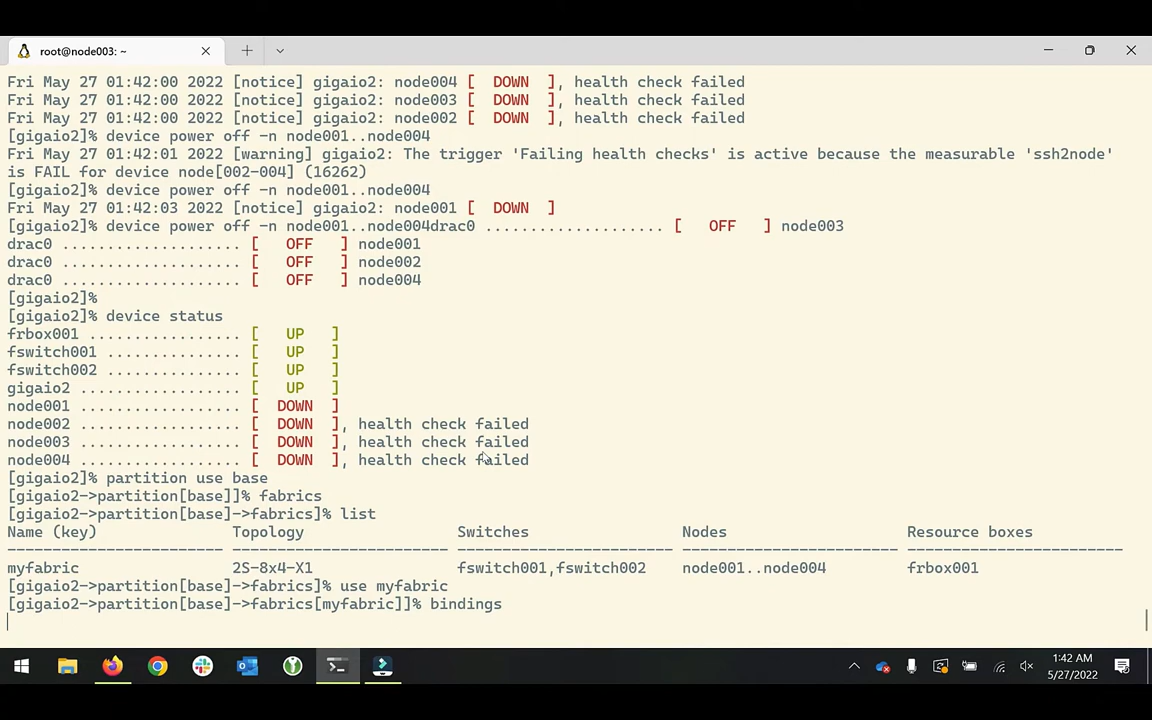 root@node003: ~
Fri May 27 01:42:00 2022 [notice] gigaio2: node004 [  DOWN  ], health check failed
Fri May 27 01:42:00 2022 [notice] gigaio2: node003 [  DOWN  ], health check failed
Fri May 27 01:42:00 2022 [notice] gigaio2: node002 [  DOWN  ], health check failed
[gigaio2]% device power off -n node001..node004
Fri May 27 01:42:01 2022 [warning] gigaio2: The trigger 'Failing health checks' is active because the measurable 'ssh2node'
is FAIL for device node[002-004] (16262)
[gigaio2]% device power off -n node001..node004
Fri May 27 01:42:03 2022 [notice] gigaio2: node001 [  DOWN  ]
[gigaio2]% device power off -n node001..node004drac0 .................... [   OFF   ] node003
drac0 .................... [   OFF   ] node001
drac0 .................... [   OFF   ] node002
drac0 .................... [   OFF   ] node004
[gigaio2]%
[gigaio2]% device status
frbox001 ................. [   UP   ]
fswitch001 ............... [   UP   ]
fswitch002 ............... [   UP   ]
gigaio2 .................. [   UP   ]
node001 .................. [  DOWN  ]
node002 .................. [  DOWN  ], health check failed
node003 .................. [  DOWN  ], health check failed
node004 .................. [  DOWN  ], health check failed
[gigaio2]% partition use base
[gigaio2->partition[base]]% fabrics
[gigaio2->partition[base]->fabrics]% list
Name (key) Topology Switches Nodes Resource boxes
------------------------ ------------------------ ------------------------ ------------------------ ------------------------
myfabric 2S-8x4-X1 fswitch001,fswitch002 node001..node004 frbox001
[gigaio2->partition[base]->fabrics]% use myfabric
[gigaio2->partition[base]->fabrics[myfabric]]% bindings
1:42 AM
5/27/2022